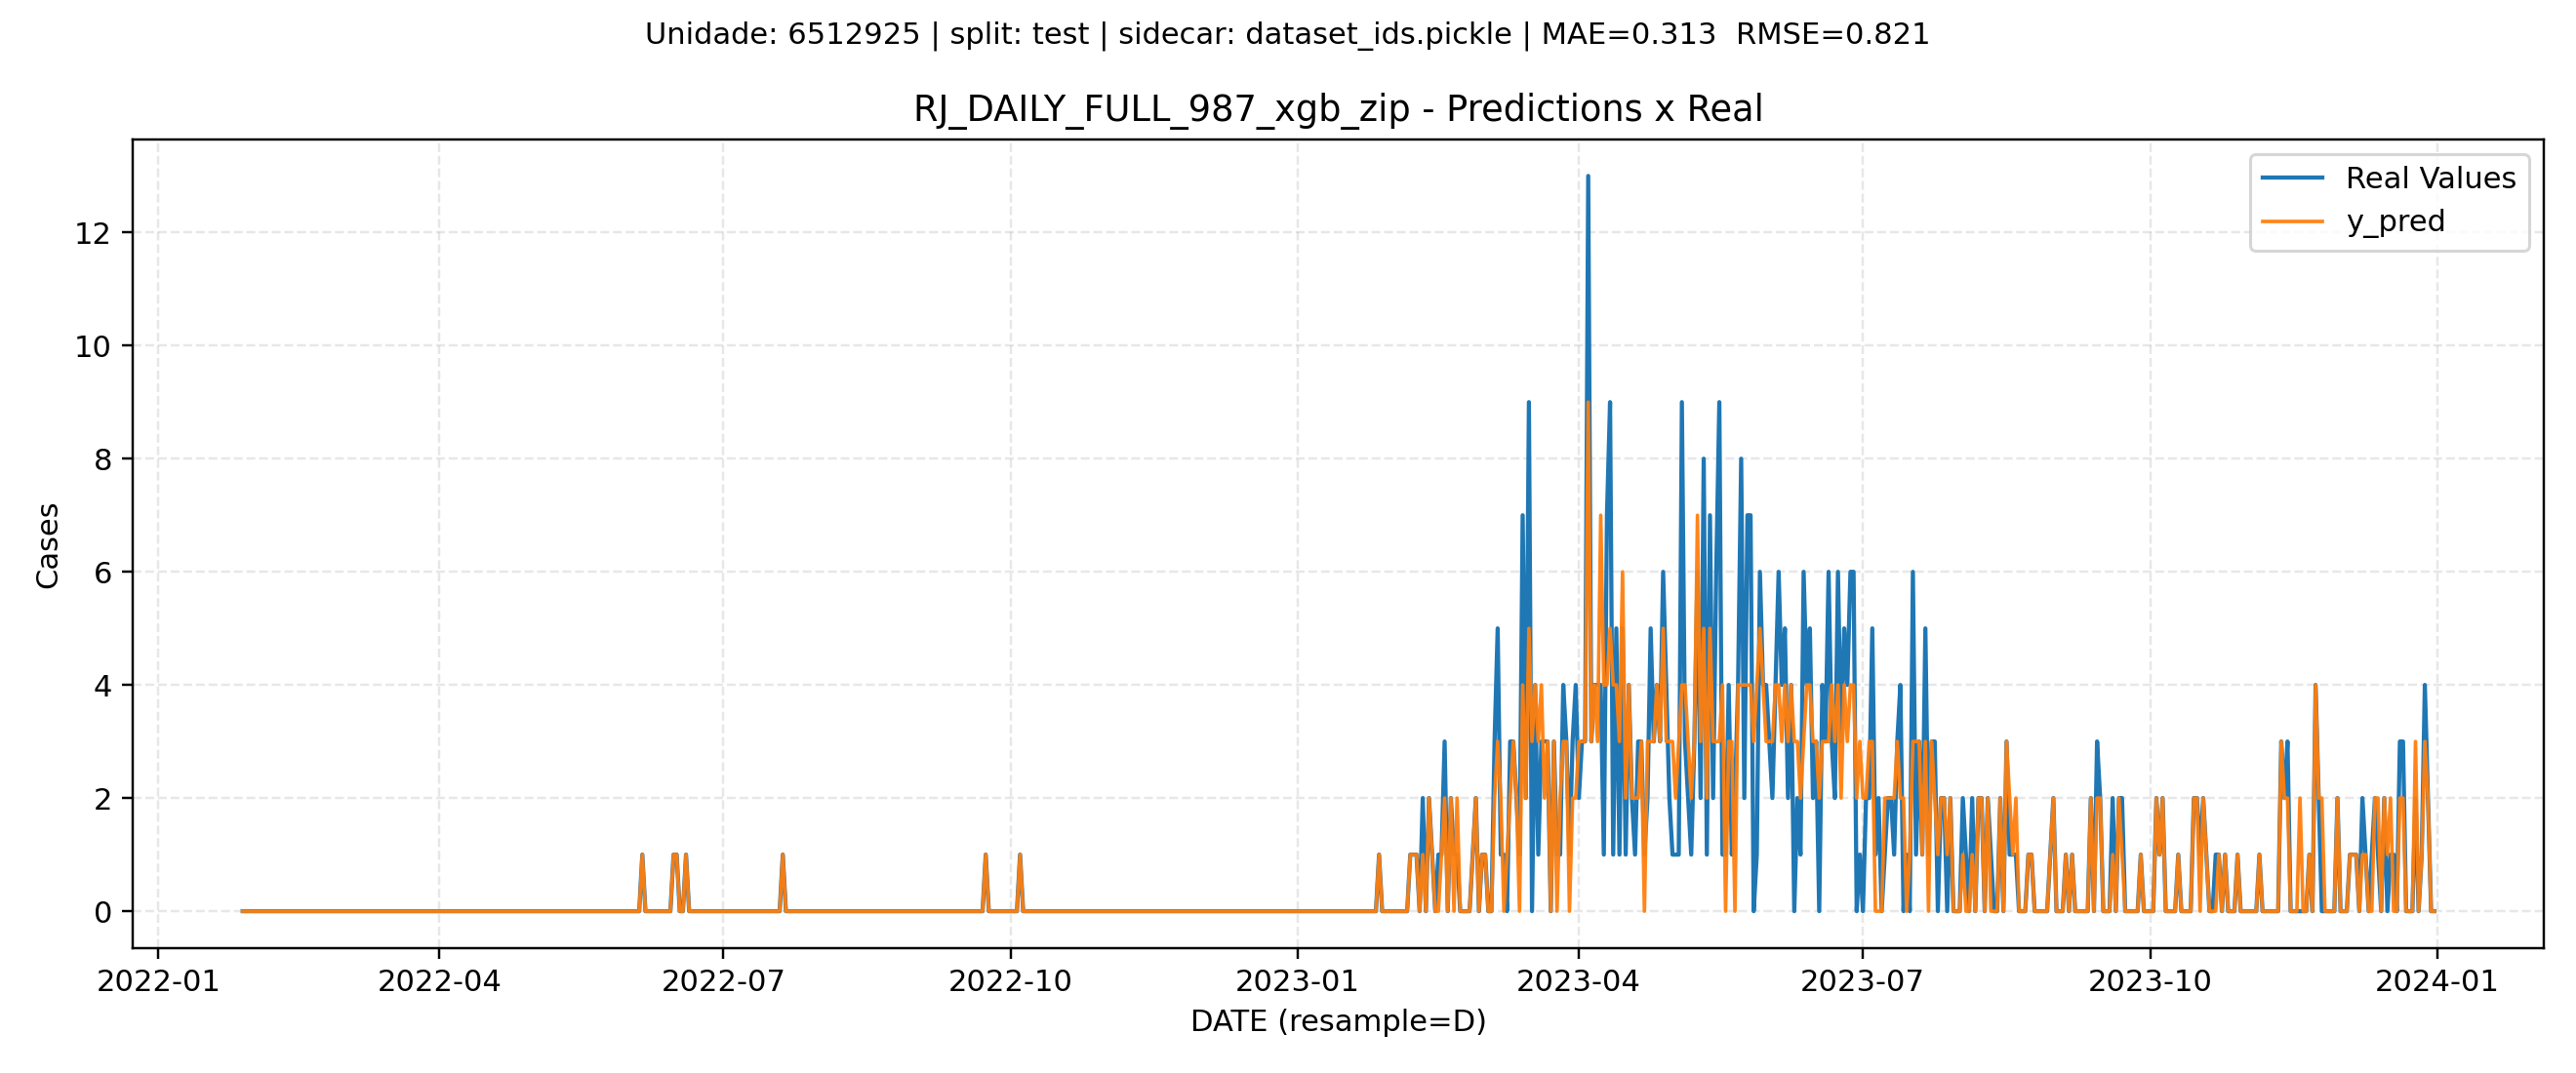 Unidade: 6512925 | split: test | sidecar: dataset_ids.pickle | MAE=0.313  RMSE=0.821
RJ_DAILY_FULL_987_xgb_zip - Predictions x Real
Real Values
y_pred
12
10
8
6
4
2
0
Cases
2022-01 2022-04 2022-07 2022-10 2023-01 2023-04 2023-07 2023-10 2024-01
DATE (resample=D)